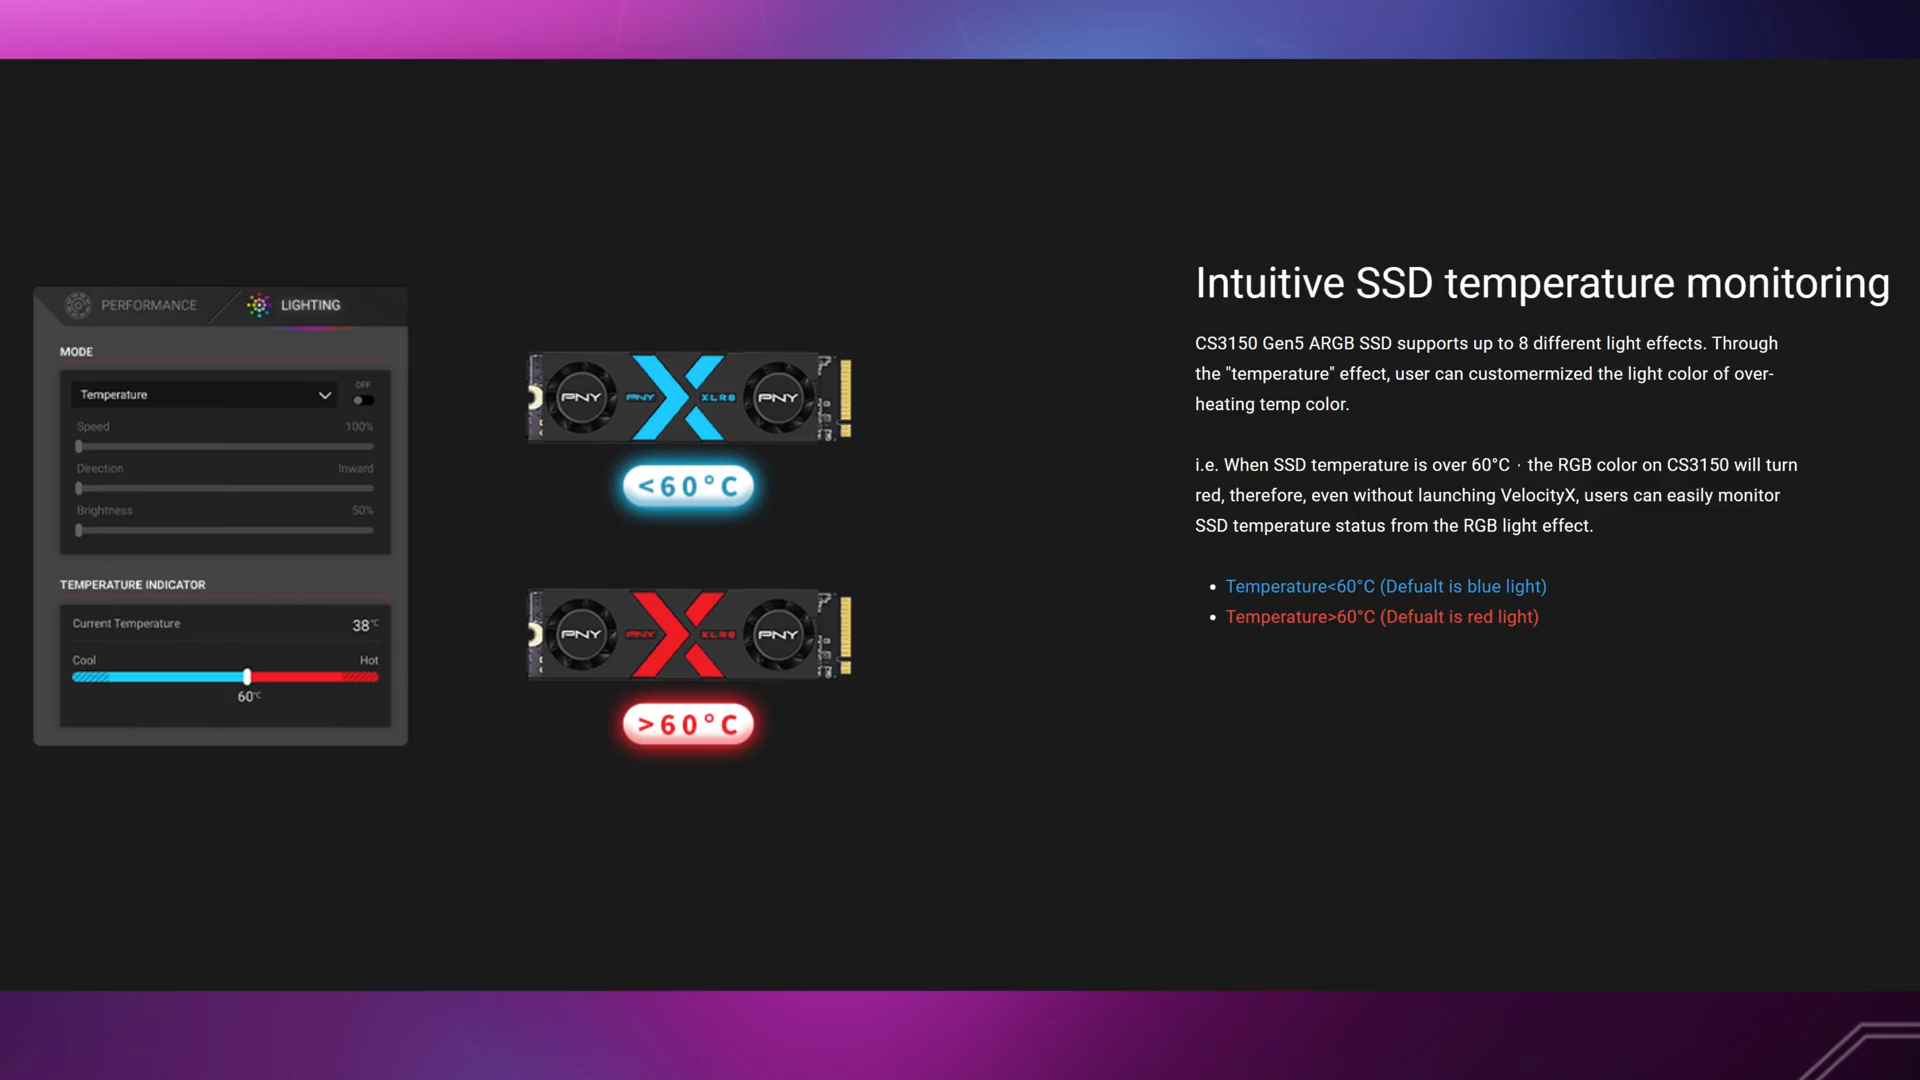 PERFORMANCE
LIGHTING
MODE
Temperature
OFF
Speed 100%
Direction Inward
Brightness 50%
TEMPERATURE INDICATOR
Current Temperature 38°C
Cool Hot
60°C
PNY PNY XLR8 PNY
<60°C
PNY PNY XLR8 PNY
>60°C
Intuitive SSD temperature monitoring
CS3150 Gen5 ARGB SSD supports up to 8 different light effects. Through
the "temperature" effect, user can customermized the light color of over-
heating temp color.
i.e. When SSD temperature is over 60°C · the RGB color on CS3150 will turn
red, therefore, even without launching VelocityX, users can easily monitor
SSD temperature status from the RGB light effect.
• Temperature<60°C (Defualt is blue light)
• Temperature>60°C (Defualt is red light)